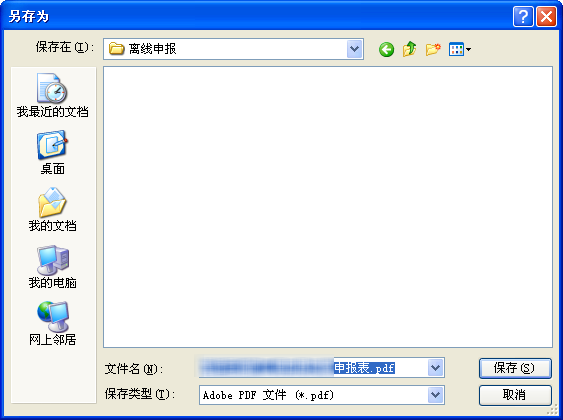 另存为
保存在(I):
离线申报
我最近的文档
桌面
我的文档
我的电脑
网上邻居
文件名(N):
申报表.pdf
保存(S)
保存类型(T):
Adobe PDF 文件 (*.pdf)
取消